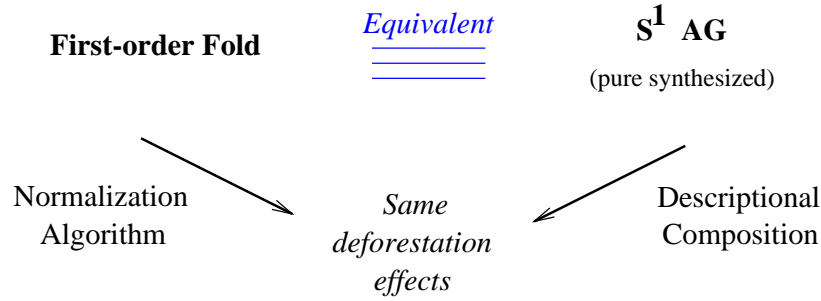 First-order Fold
Equivalent
S¹ AG
(pure synthesized)
Normalization
Algorithm
Same
deforestation
effects
Descriptional
Composition